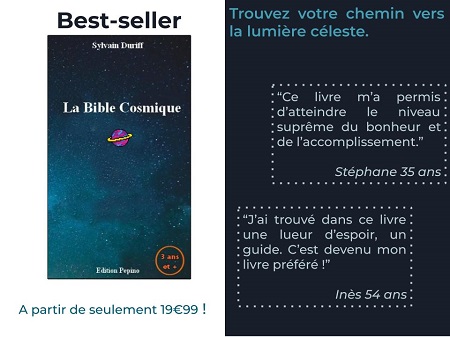 Best-seller
Sylvain Duriff
La Bible Cosmique
3 ans
et +
Edition Pepino
A partir de seulement 19€99 !
Trouvez votre chemin vers
la lumière céleste.
“Ce livre m’a permis
d’atteindre le niveau
suprême du bonheur et
de l’accomplissement.”
Stéphane 35 ans
“J’ai trouvé dans ce livre
une lueur d’espoir, un
guide. C’est devenu mon
livre préféré !”
Inès 54 ans